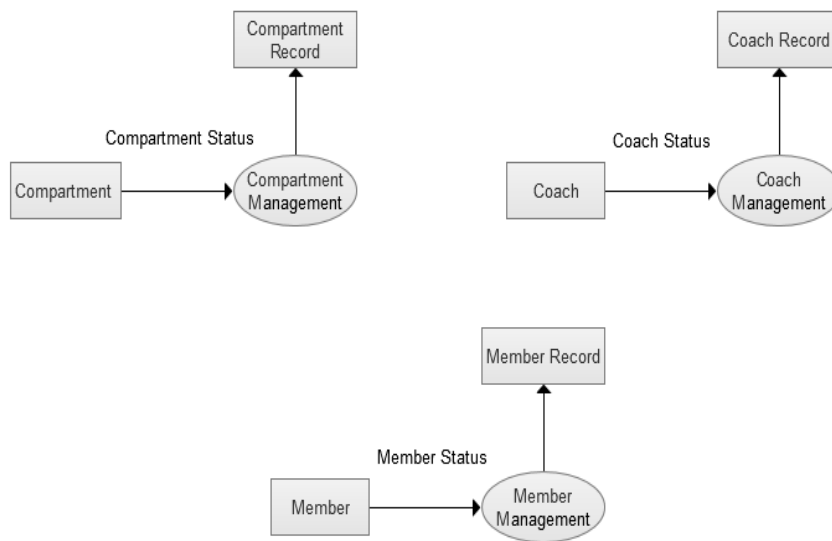 Compartment
Record
Coach Record
Compartment Status
Coach Status
Compartment
Compartment
Management
Coach
Coach
Management
Member Record
Member Status
Member
Member
Management